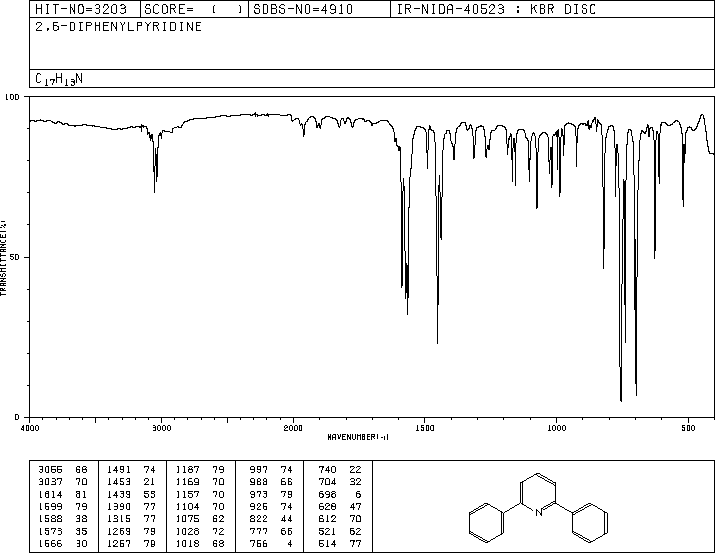 HIT-NO=3203 SCORE= ( ) SDBS-NO=4910 IR-NIDA-40523 : KBR DISC
2,6-DIPHENYLPYRIDINE
C17H13N
100
50
0
TRANSMITTANCE(%)
4000 3000 2000 1500 1000 500
WAVENUMBER(-1)
3066 68 1491 74 1187 79 997 74 740 22
3037 70 1453 21 1169 70 988 66 704 32
1614 81 1439 55 1157 70 973 79 698 6
1599 79 1390 77 1104 70 926 74 628 47
1588 38 1315 77 1075 62 822 44 612 70
1573 35 1269 79 1028 72 777 66 521 62
1566 30 1267 79 1018 68 756 4 514 77
N